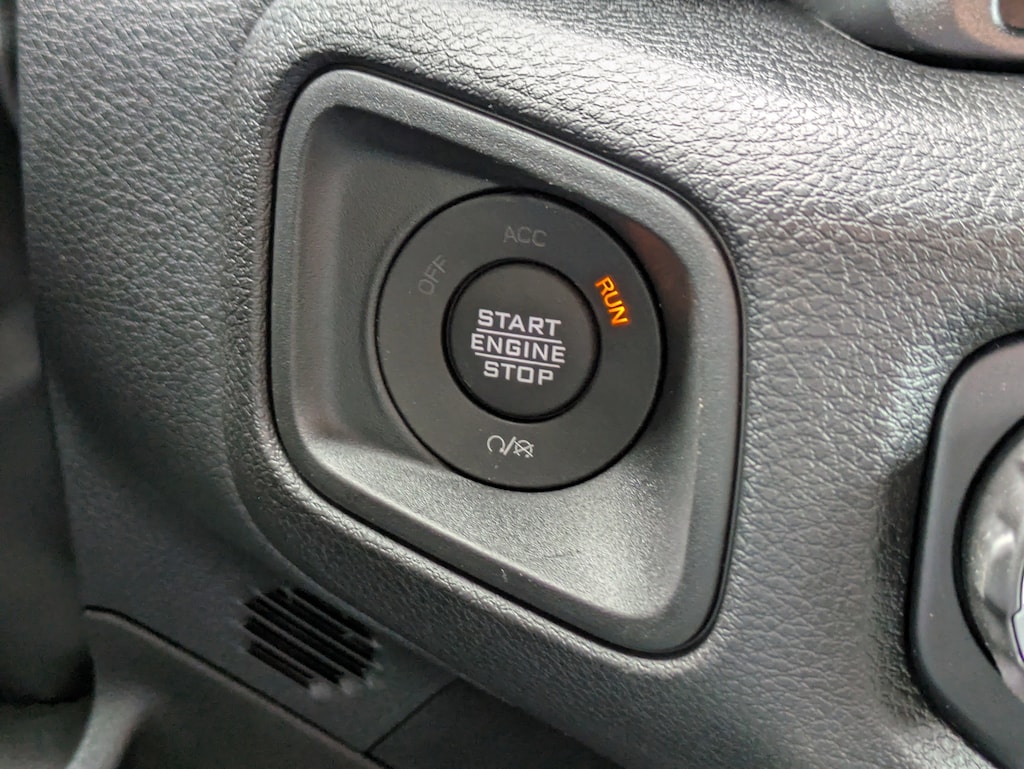 OFF
ACC
RUN
START
ENGINE
STOP